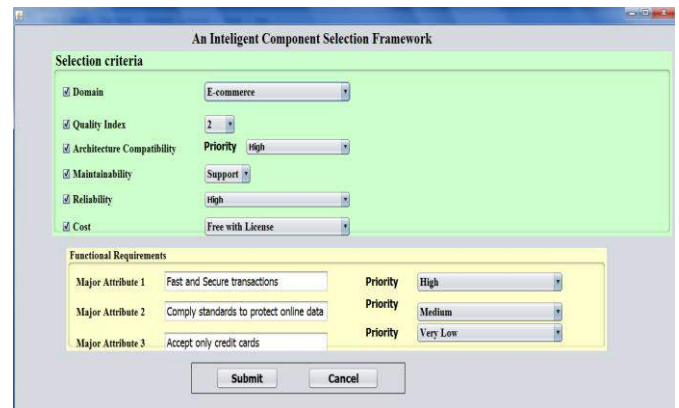 An Inteligent Component Selection Framework
Selection criteria
Domain E-commerce
Quality Index 2
Architecture Compatibility Priority High
Maintainability Support
Reliability High
Cost Free with License
Functional Requirements
Major Attribute 1 Fast and Secure transactions Priority High
Major Attribute 2 Comply standards to protect online data Priority Medium
Major Attribute 3 Accept only credit cards Priority Very Low
Submit Cancel